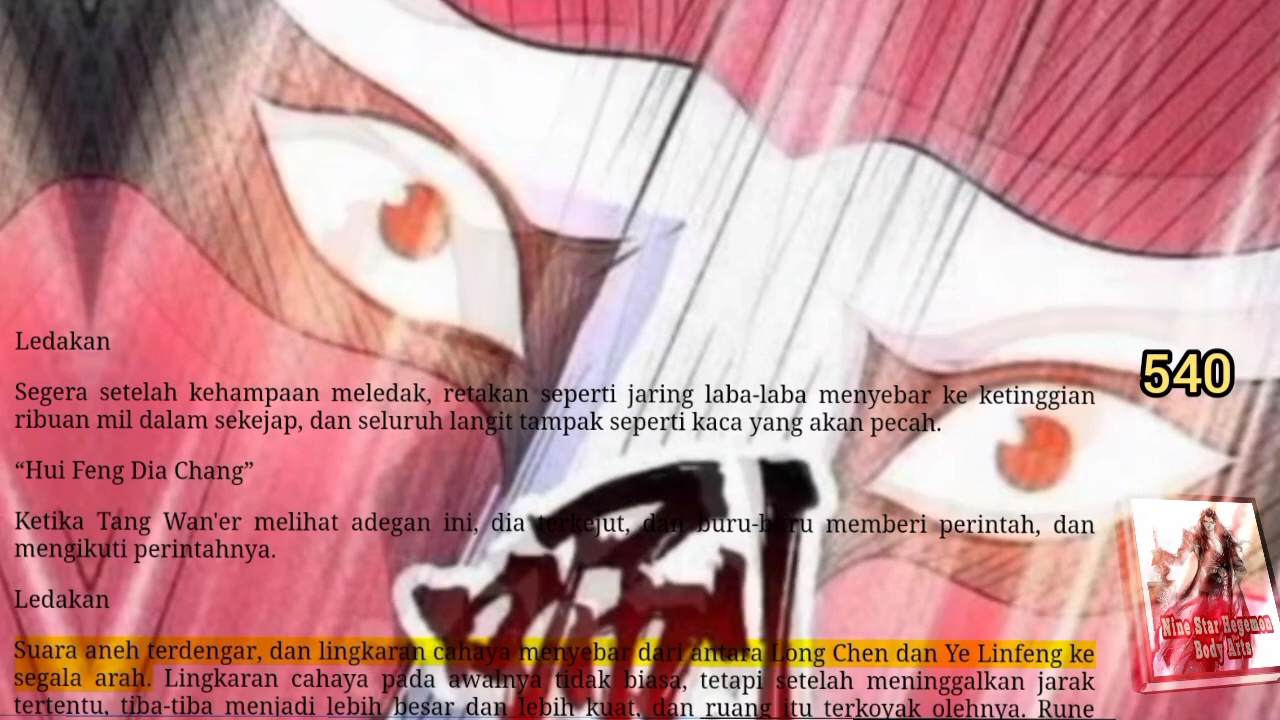 Ledakan
Segera setelah kehampaan meledak, retakan seperti jaring laba-laba menyebar ke ketinggian
ribuan mil dalam sekejap, dan seluruh langit tampak seperti kaca yang akan pecah.
“Hui Feng Dia Chang”
Ketika Tang Wan'er melihat adegan ini, dia terkejut, dan buru-buru memberi perintah, dan
mengikuti perintahnya.
Ledakan
Suara aneh terdengar, dan lingkaran cahaya menyebar dari antara Long Chen dan Ye Linfeng ke
segala arah. Lingkaran cahaya pada awalnya tidak biasa, tetapi setelah meninggalkan jarak
tertentu, tiba-tiba menjadi lebih besar dan lebih kuat, dan ruang itu terkoyak olehnya. Rune
540
Nine Star Hegemon
Body Arts